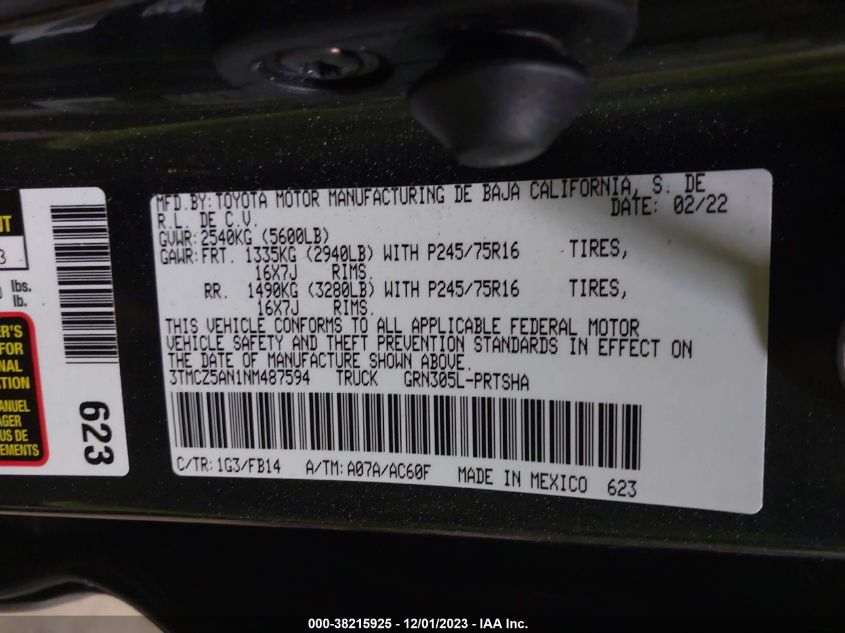 MFD.BY:TOYOTA MOTOR MANUFACTURING DE BAJA CALIFORNIA, S. DE
R.L. DE C.V. DATE: 02/22
GVWR:2540KG (5600LB)
GAWR:FRT. 1335KG (2940LB) WITH P245/75R16 TIRES,
16X7J RIMS.
RR. 1490KG (3280LB) WITH P245/75R16 TIRES,
16X7J RIMS.
THIS VEHICLE CONFORMS TO ALL APPLICABLE FEDERAL MOTOR
VEHICLE SAFETY AND THEFT PREVENTION STANDARDS IN EFFECT ON
THE DATE OF MANUFACTURE SHOWN ABOVE.
3TMCZ5AN1NM487594 TRUCK GRN305L-PRTSHA
C/TR:1G3/FB14 A/TM:A07A/AC60F MADE IN MEXICO 623
lbs.
lb.
FOR
623
000-38215925 - 12/01/2023 - IAA Inc.